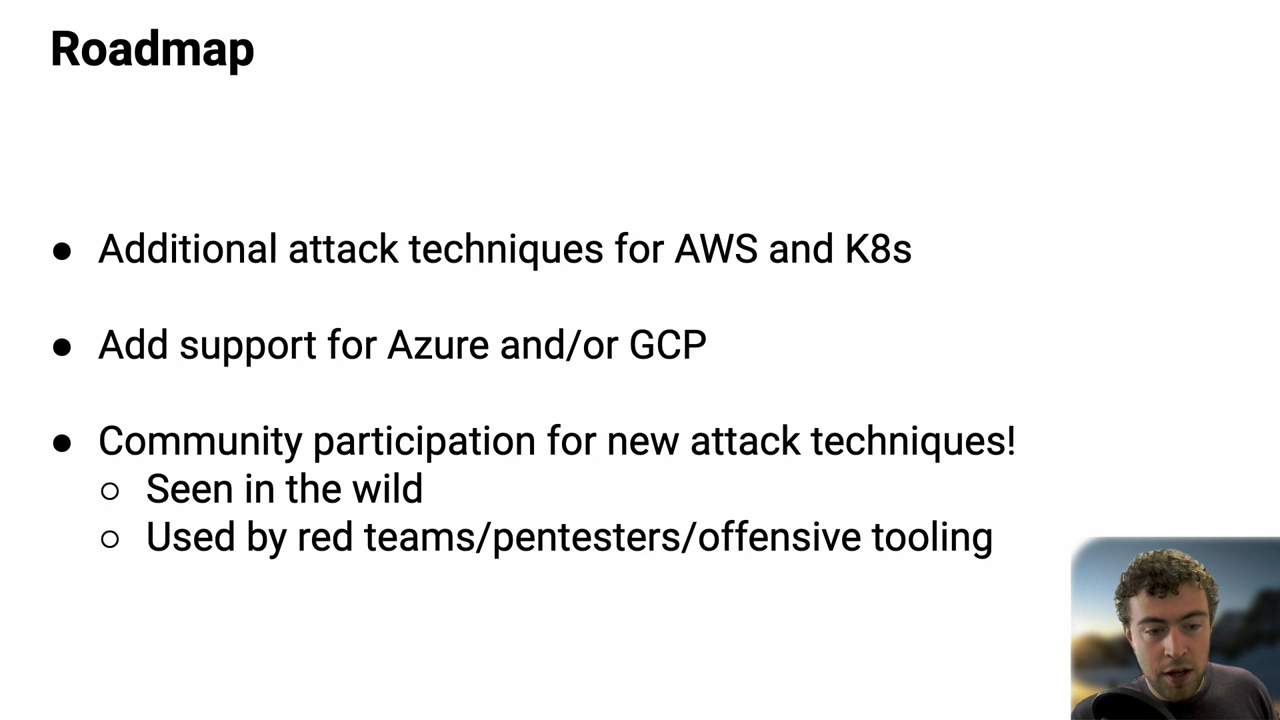 Roadmap
● Additional attack techniques for AWS and K8s
● Add support for Azure and/or GCP
● Community participation for new attack techniques!
○ Seen in the wild
○ Used by red teams/pentesters/offensive tooling